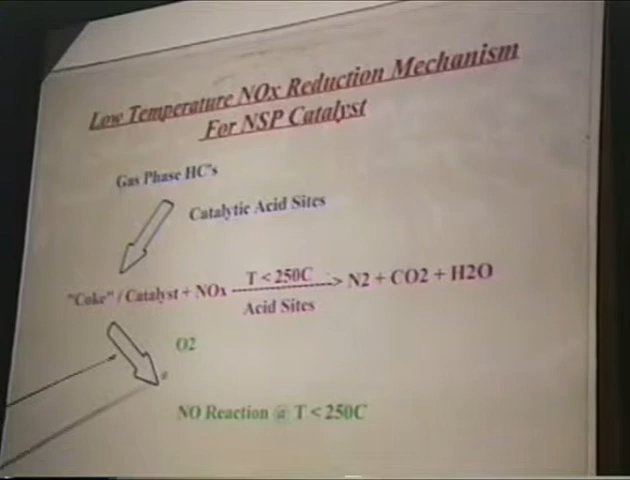 Low Temperature NOx Reduction Mechanism
For NSP Catalyst
Gas Phase HC's
Catalytic Acid Sites
"Coke" / Catalyst + NOx T < 250C ------------> N2 + CO2 + H2O
Acid Sites
O2
NO Reaction @ T < 250C